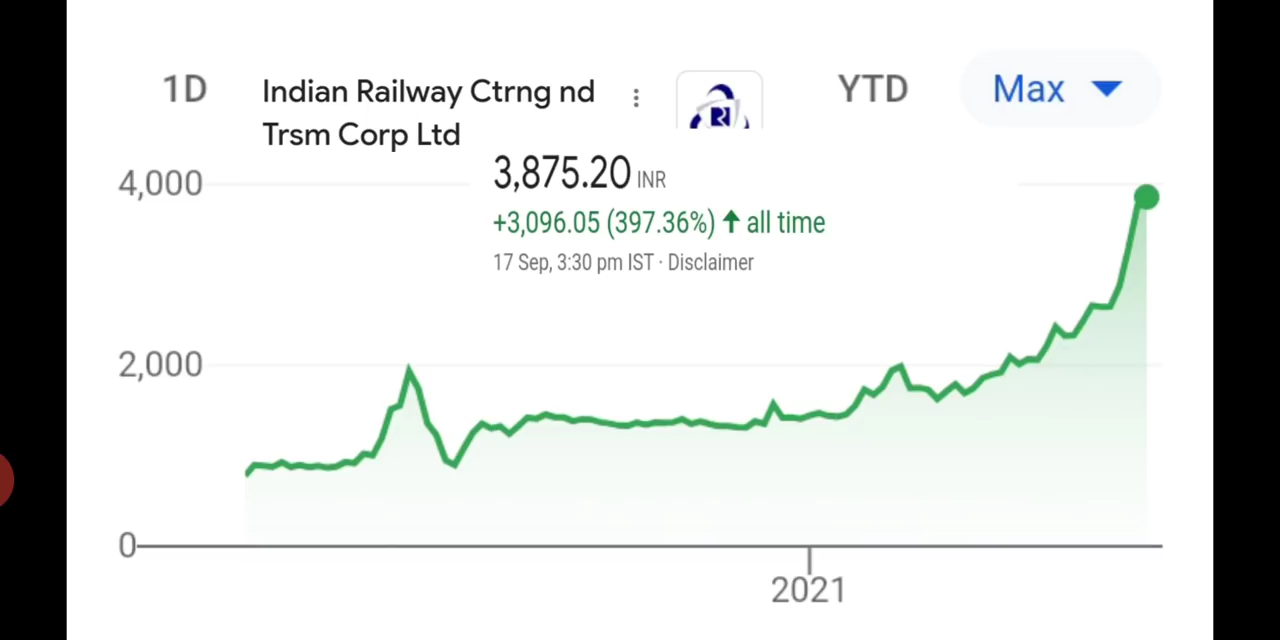 1D
Indian Railway Ctrng nd
Trsm Corp Ltd
YTD
Max
3,875.20 INR
+3,096.05 (397.36%) ↑ all time
17 Sep, 3:30 pm IST · Disclaimer
4,000
2,000
0
2021